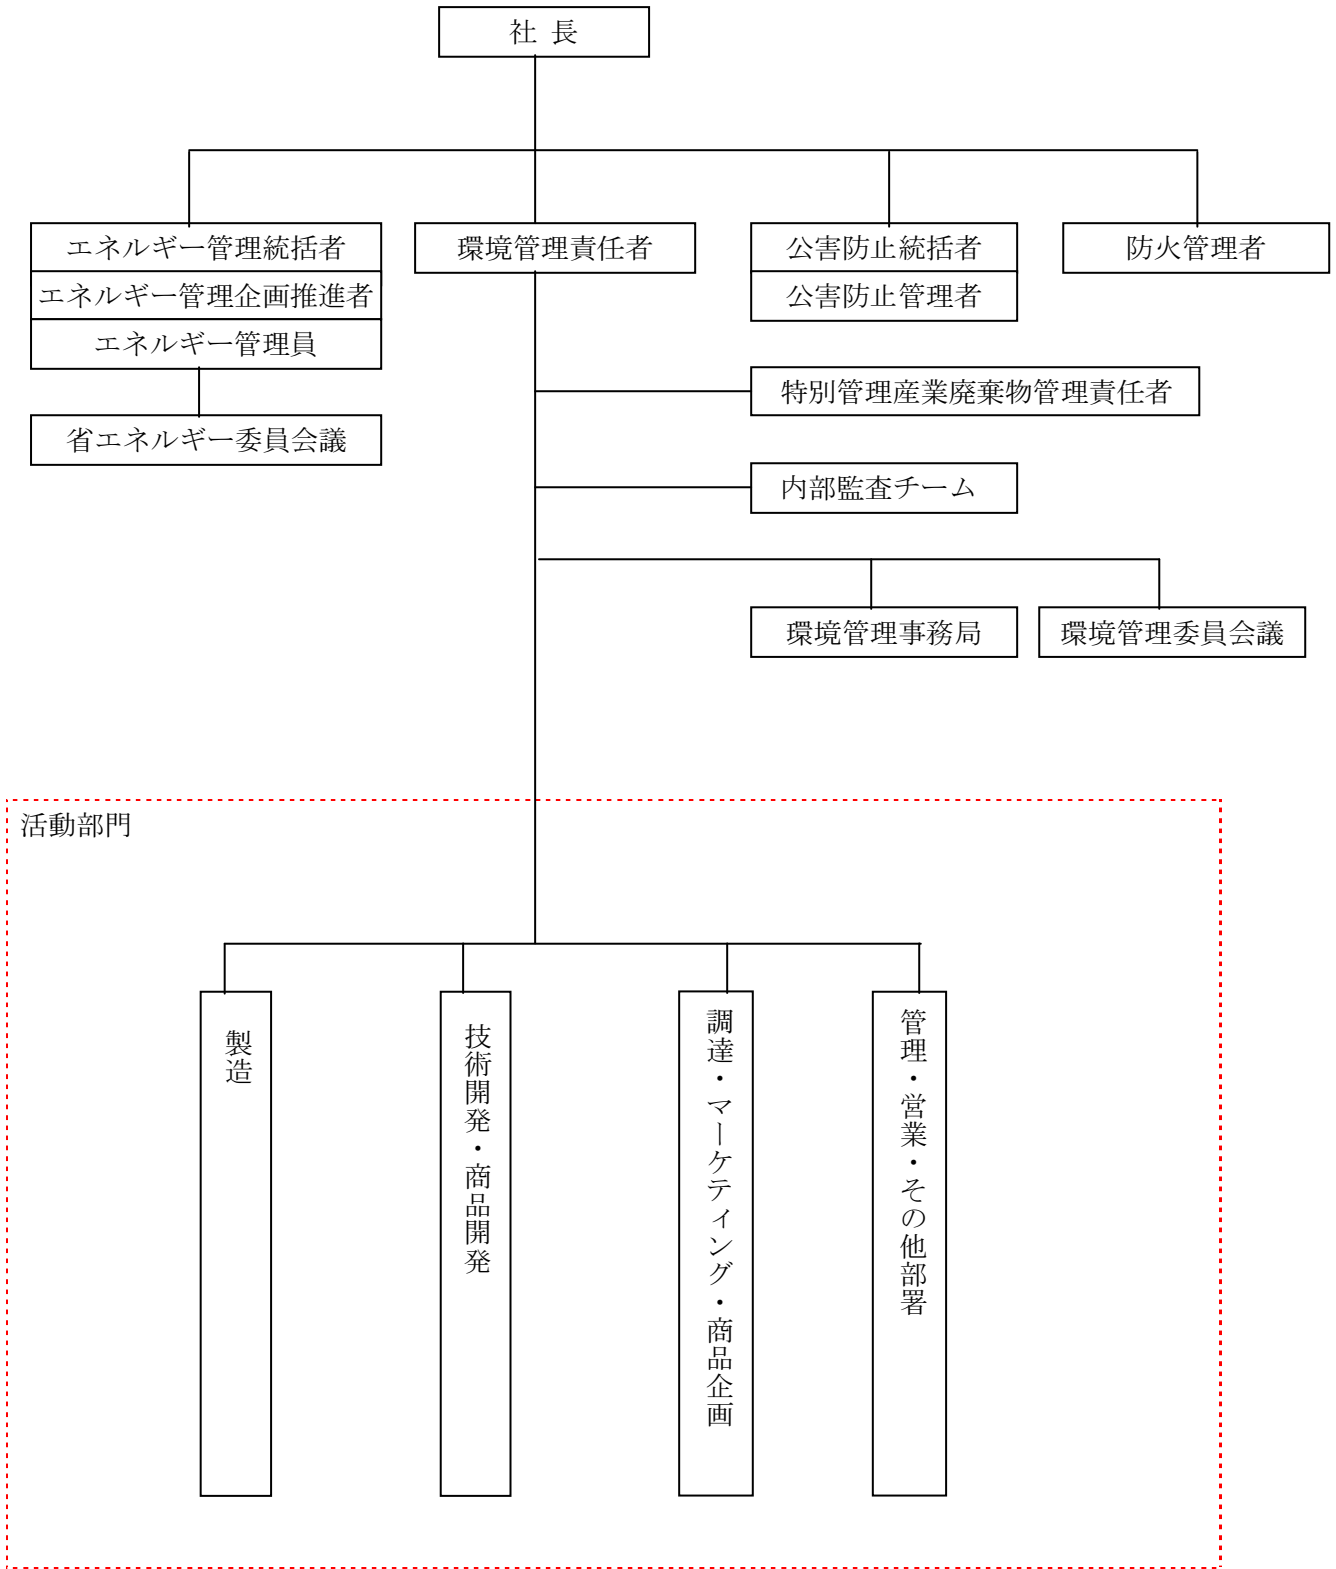 社 長
エネルギー管理統括者
環境管理責任者
公害防止統括者
防火管理者
エネルギー管理企画推進者
公害防止管理者
エネルギー管理員
特別管理産業廃棄物管理責任者
省エネルギー委員会議
内部監査チーム
環境管理事務局
環境管理委員会議
活動部門
製造
技術開発・商品開発
調達・マーケティング・商品企画
管理・営業・その他部署